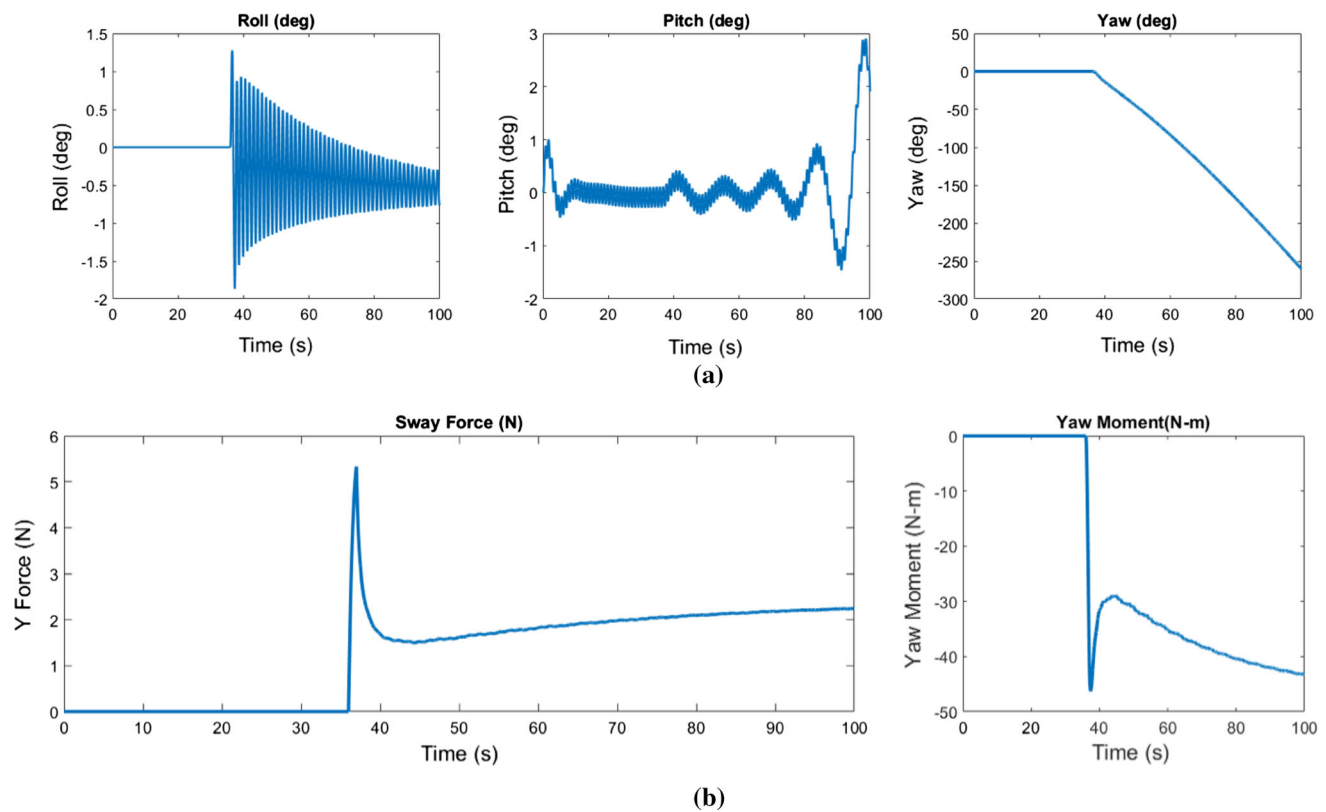 Roll (deg)
Pitch (deg)
Yaw (deg)
Roll (deg)
1.5
1
0.5
0
-0.5
-1
-1.5
-2
0 20 40 60 80 100
Time (s)
Pitch (deg)
3
2
1
0
-1
2
0 20 40 60 80 100
Time (s)
Yaw (deg)
50
0
-50
-100
-150
-200
-250
-300
0 20 40 60 80 100
Time (s)
(a)
Sway Force (N)
Yaw Moment(N-m)
Y Force (N)
6
5
4
3
2
1
0
0 10 20 30 40 50 60 70 80 90 100
Time (s)
Yaw Moment (N-m)
0
-10
-20
-30
-40
-50
0 20 40 60 80 100
Time (s)
(b)